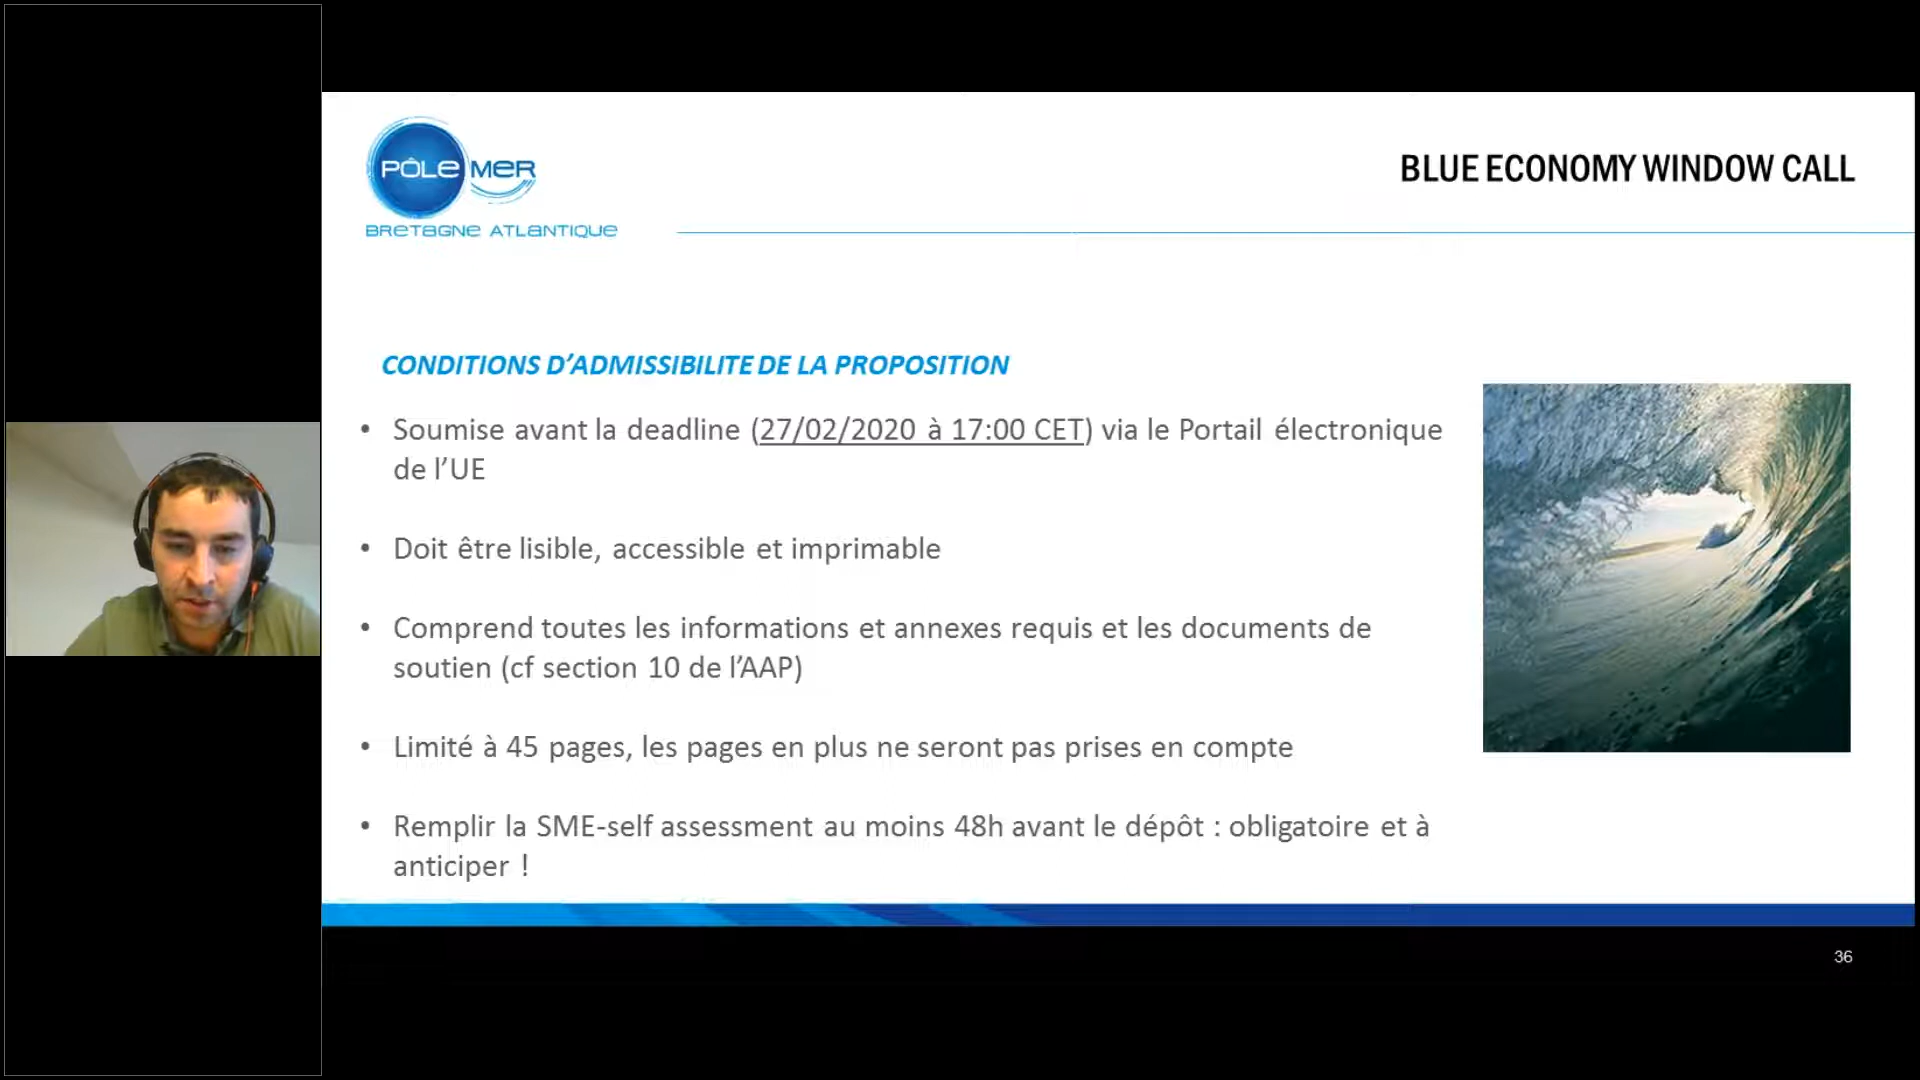 PÔLE MER
BRETAGNE ATLANTIQUE
BLUE ECONOMY WINDOW CALL
CONDITIONS D’ADMISSIBILITE DE LA PROPOSITION
• Soumise avant la deadline (27/02/2020 à 17:00 CET) via le Portail électronique
de l’UE
• Doit être lisible, accessible et imprimable
• Comprend toutes les informations et annexes requis et les documents de
soutien (cf section 10 de l’AAP)
• Limité à 45 pages, les pages en plus ne seront pas prises en compte
• Remplir la SME-self assessment au moins 48h avant le dépôt : obligatoire et à
anticiper !
36